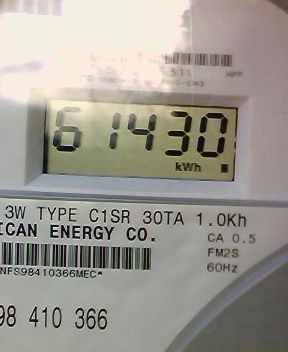 61430
kWh
3W TYPE C1SR 30TA 1.0Kh
ICAN ENERGY CO.
CA 0.5
FM2S
60Hz
NFS98410366MEC*
98 410 366